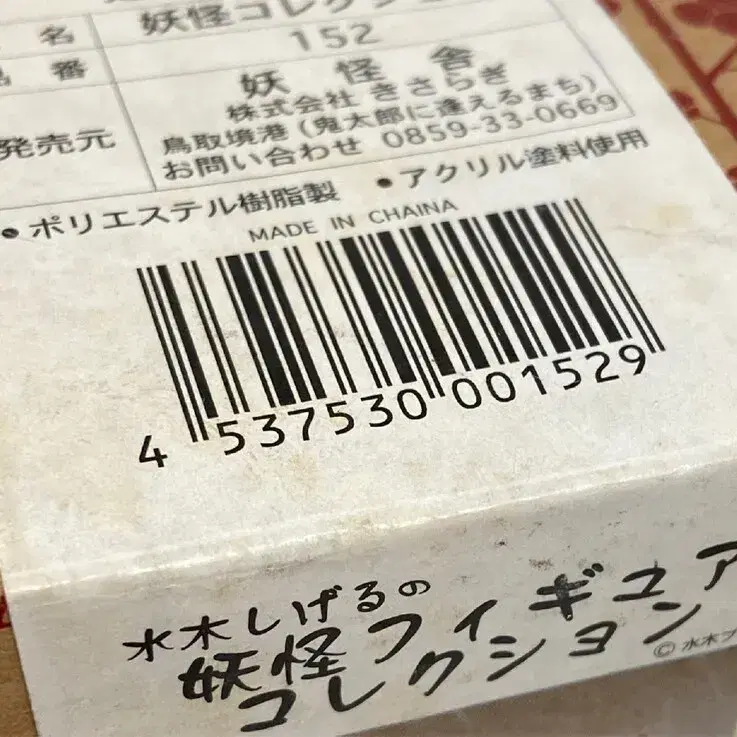 名 妖怪コレクショ
番 152
発売元 妖怪舎
株式会社 きさらぎ
鳥取境港（鬼太郎に逢えるまち）
お問い合わせ 0859-33-0669
●ポリエステル樹脂製 ●アクリル塗料使用
MADE IN CHAINA
4 537530 001529
水木しげるの
妖怪フィギュア
コレクション
© 水木プ